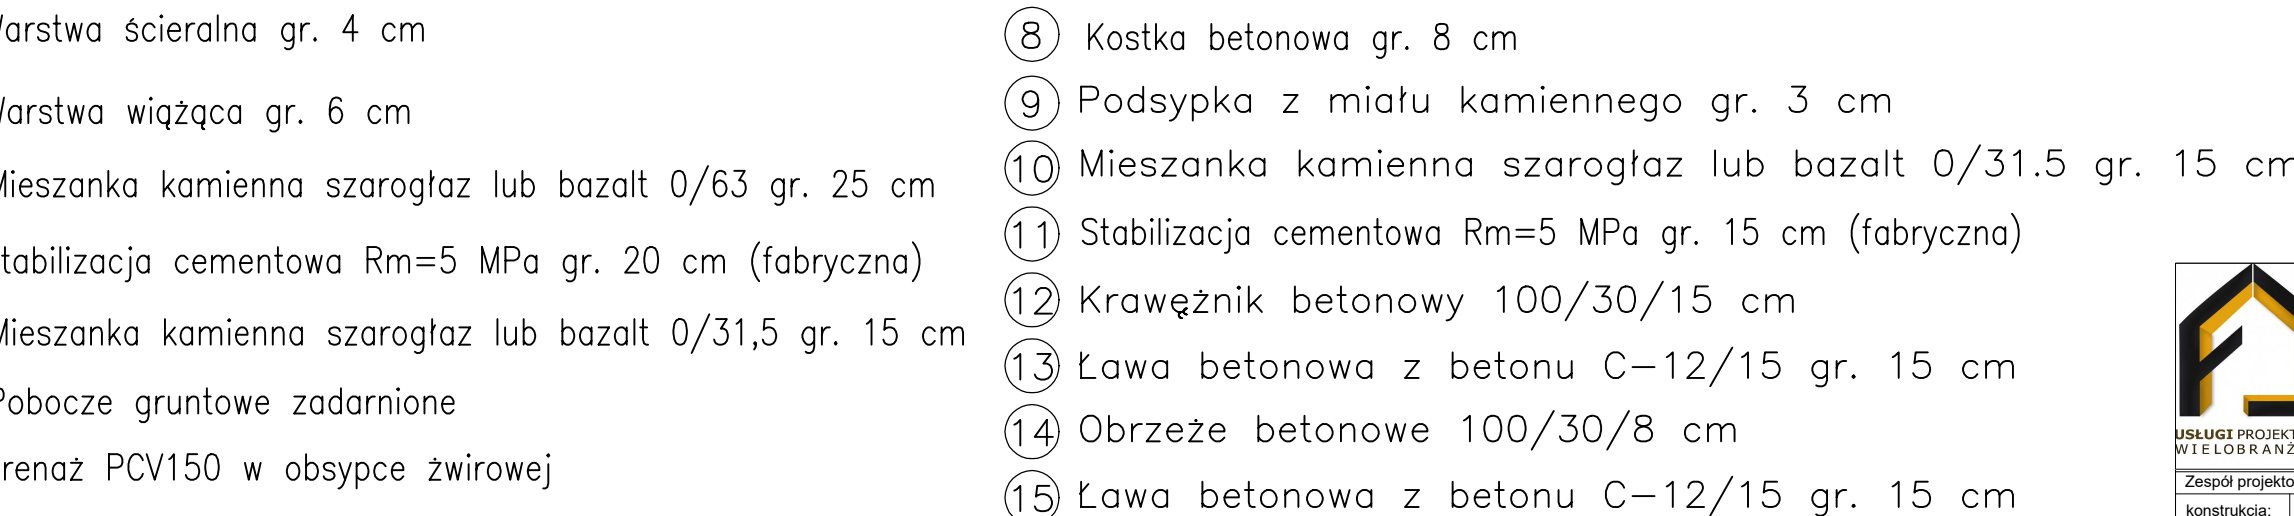 arstwa ścieralna gr. 4 cm
arstwa wiążąca gr. 6 cm
Mieszanka kamienna szarogłaz lub bazalt 0/63 gr. 25 cm
tabilizacja cementowa Rm=5 MPa gr. 20 cm (fabryczna)
Mieszanka kamienna szarogłaz lub bazalt 0/31,5 gr. 15 cm
Pobocze gruntowe zadarnione
renaż PCV150 w obsypce żwirowej
8 Kostka betonowa gr. 8 cm
9 Podsypka z miału kamiennego gr. 3 cm
10 Mieszanka kamienna szarogłaz lub bazalt 0/31.5 gr. 15 cm
11 Stabilizacja cementowa Rm=5 MPa gr. 15 cm (fabryczna)
12 Krawężnik betonowy 100/30/15 cm
13 Ława betonowa z betonu C-12/15 gr. 15 cm
14 Obrzeże betonowe 100/30/8 cm
15 Ława betonowa z betonu C-12/15 gr. 15 cm
USŁUGI PROJEKT
WIELOBRANŻ
Zespół projekto
konstrukcja: